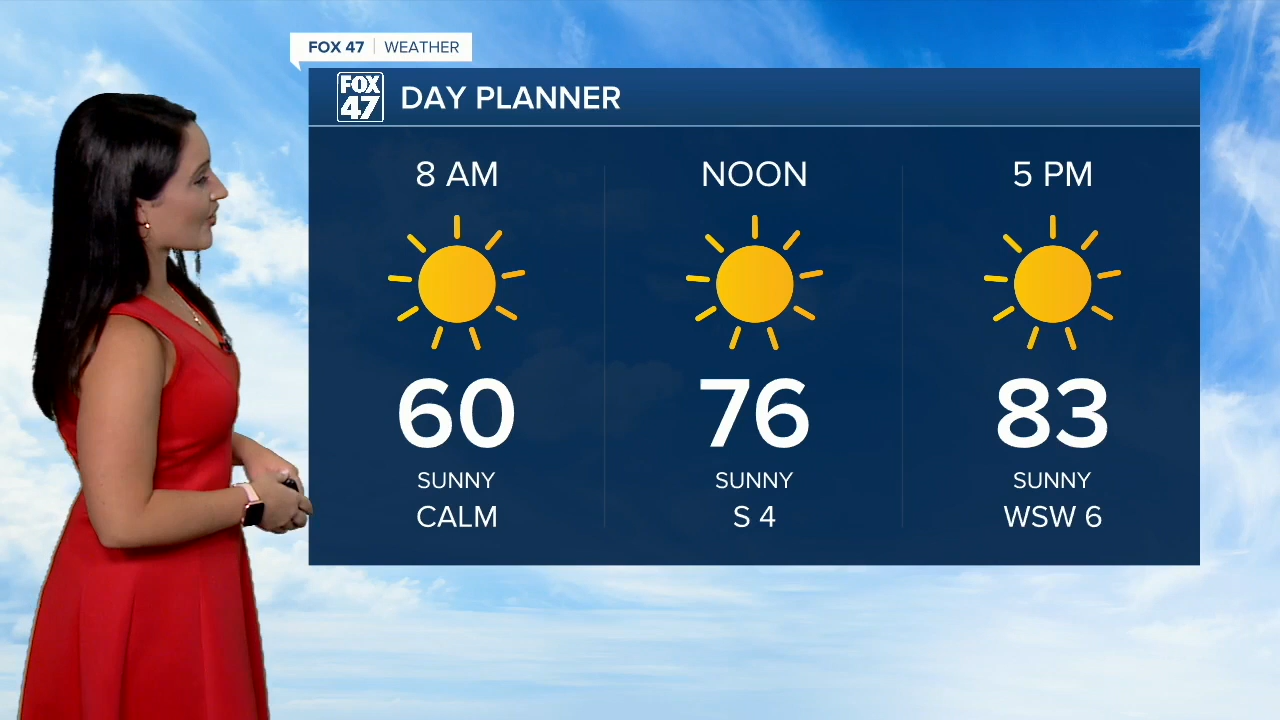 FOX 47 | WEATHER
FOX 47
DAY PLANNER
8 AM
60
SUNNY
CALM
NOON
76
SUNNY
S 4
5 PM
83
SUNNY
WSW 6